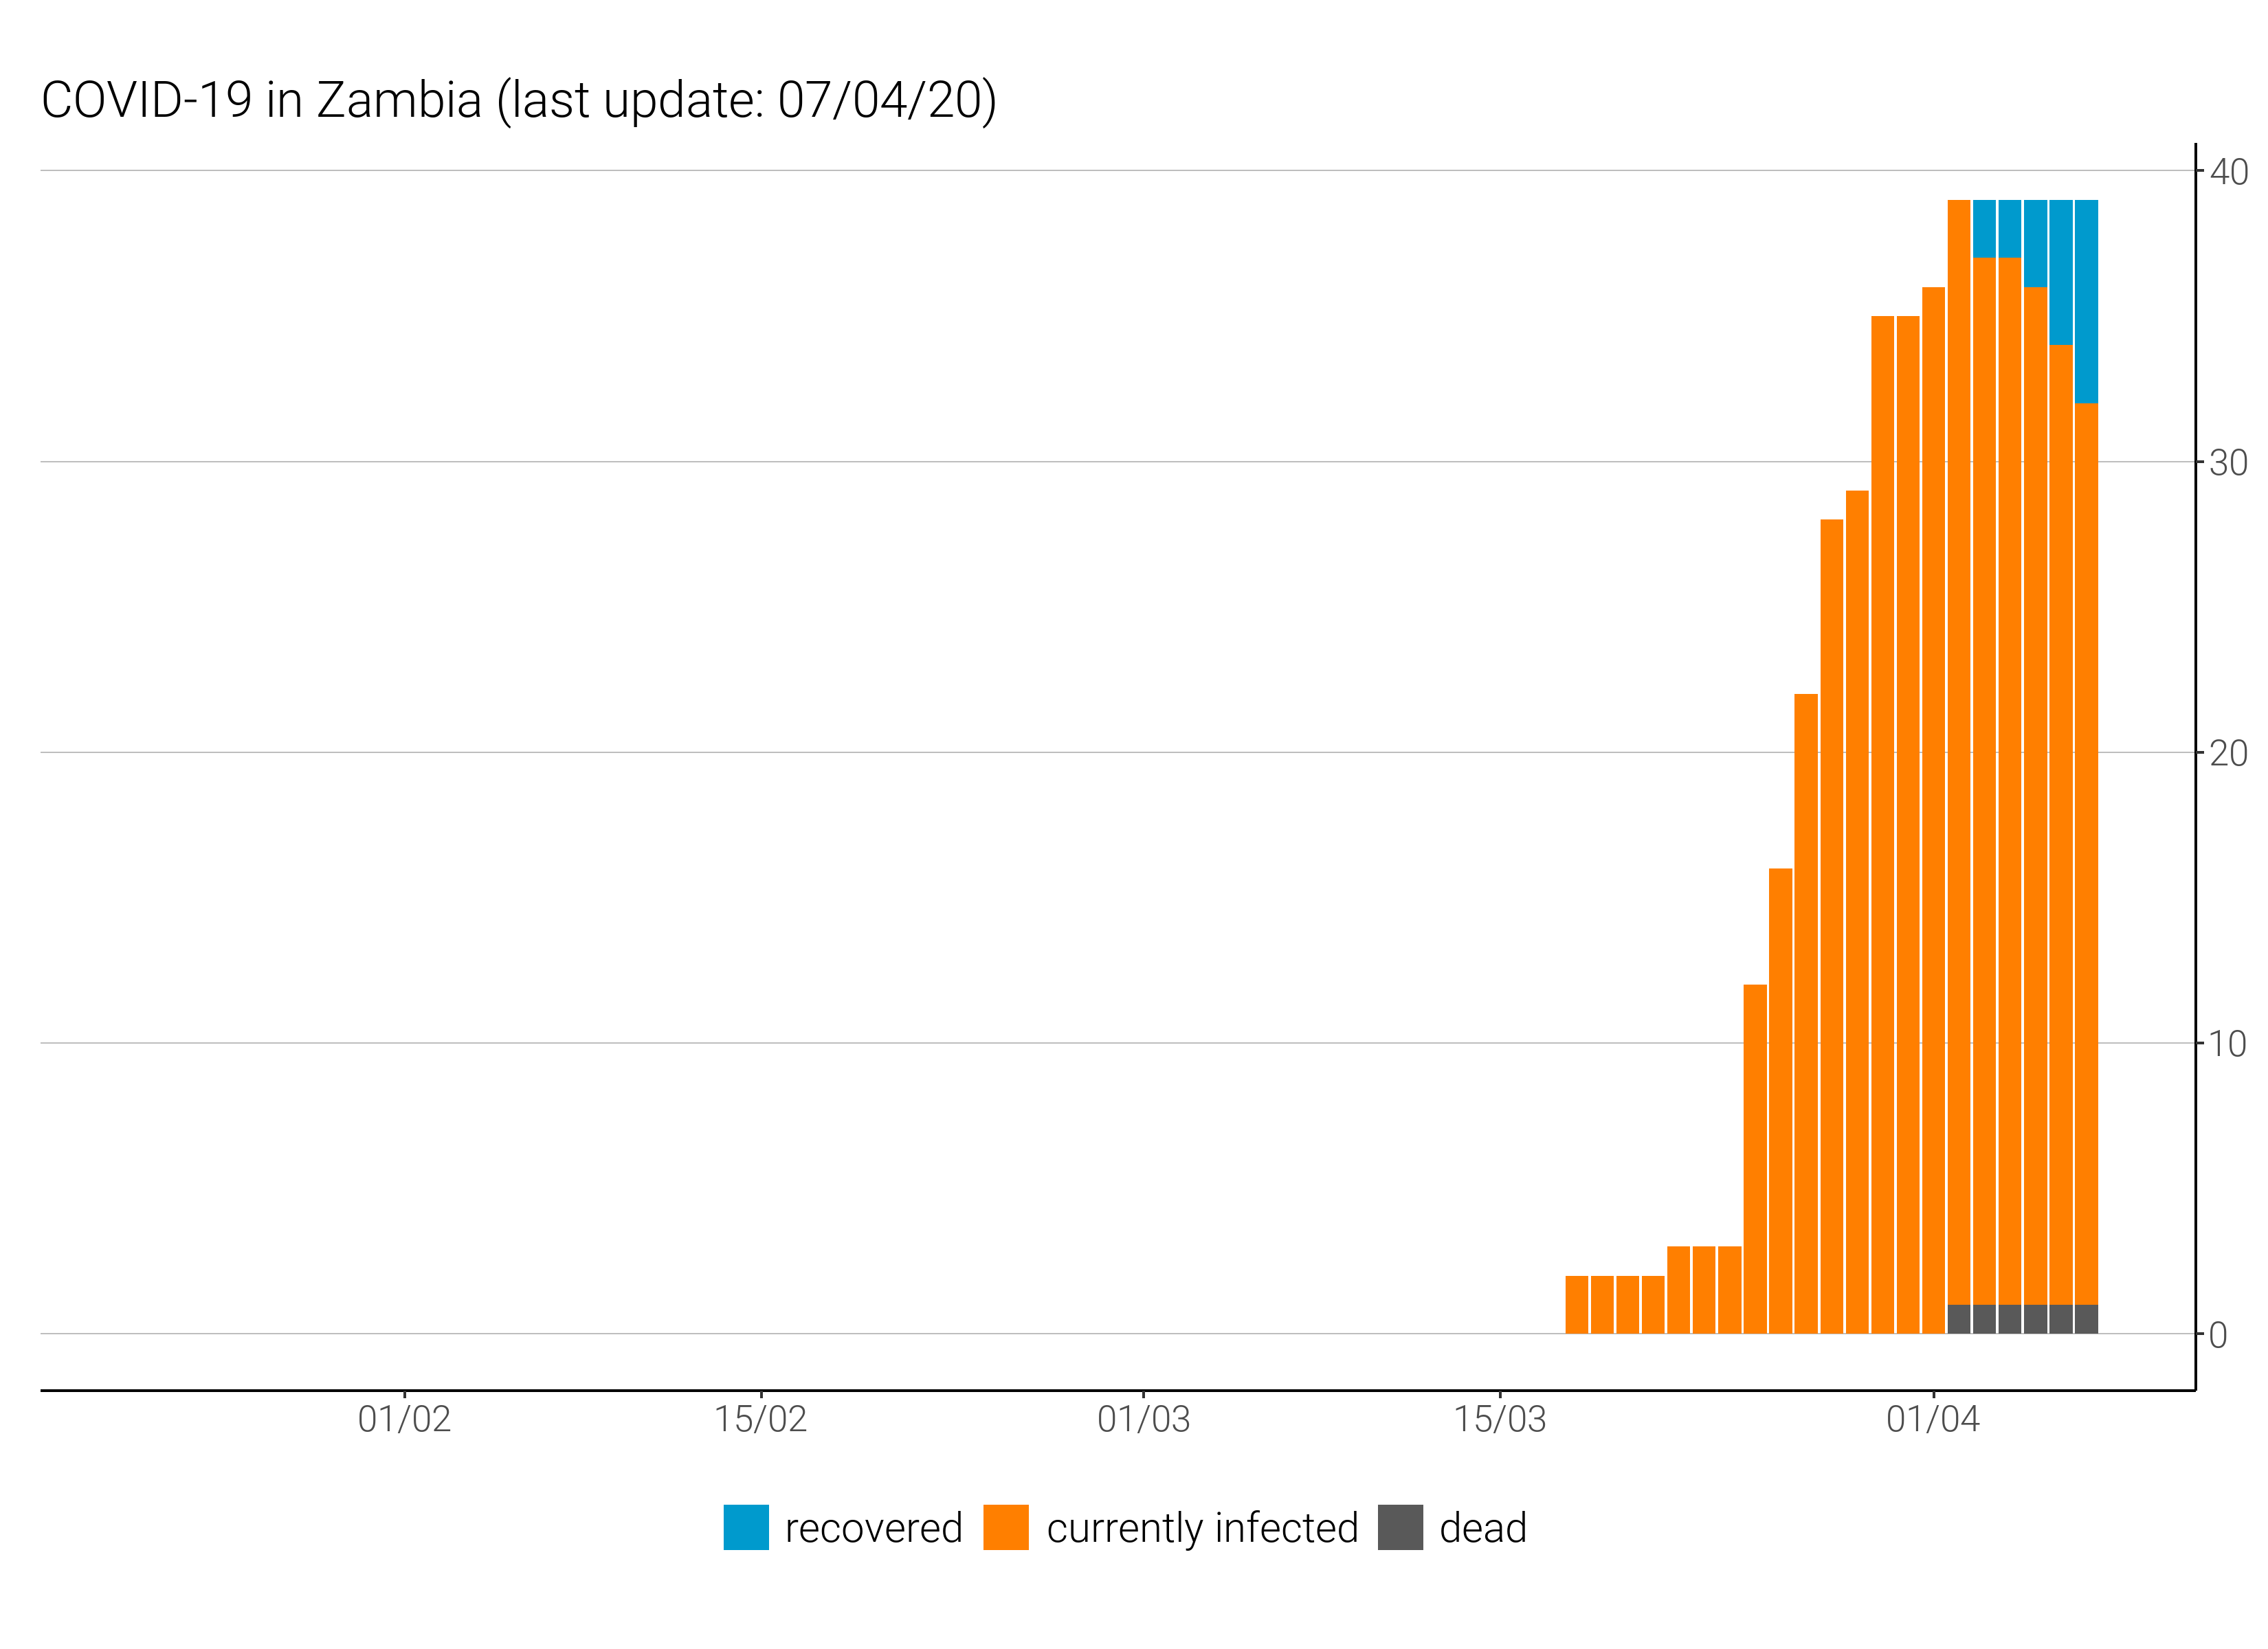 COVID-19 in Zambia (last update: 07/04/20)
40
30
20
10
0
01/02 15/02 01/03 15/03 01/04
recovered currently infected dead